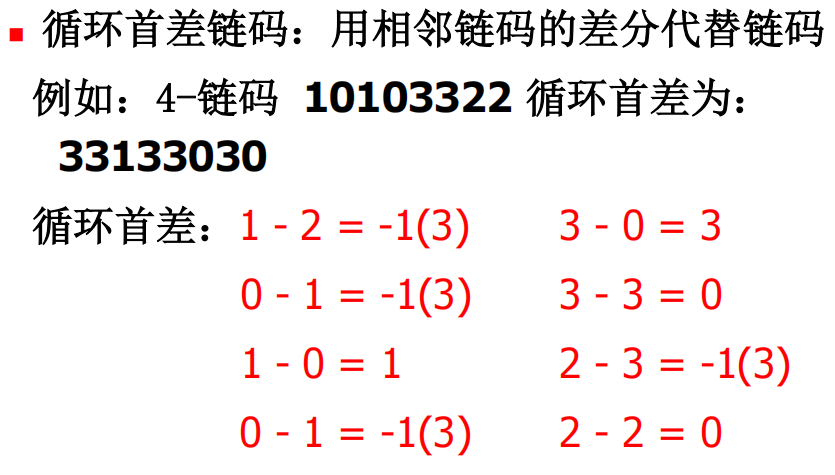 ▪ 循环首差链码：用相邻链码的差分代替链码
例如：4-链码 10103322 循环首差为：
33133030
循环首差：1 - 2 = -1(3) 3 - 0 = 3
0 - 1 = -1(3) 3 - 3 = 0
1 - 0 = 1 2 - 3 = -1(3)
0 - 1 = -1(3) 2 - 2 = 0